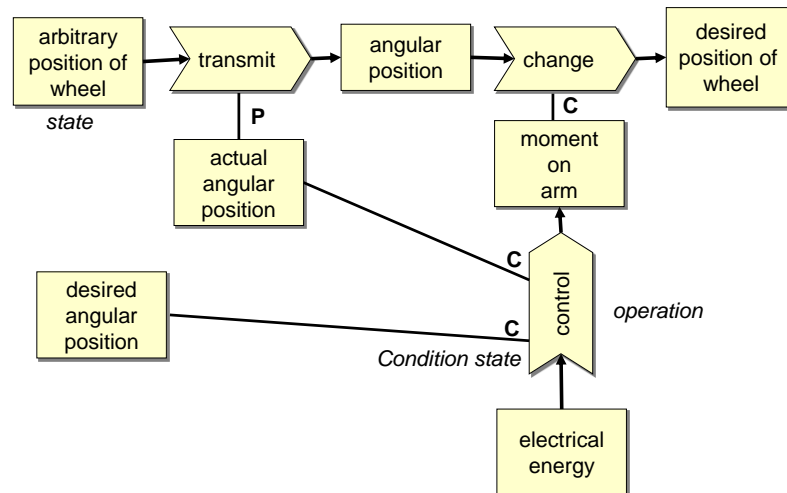 arbitrary
position of
wheel
transmit
angular
position
change
desired
position of
wheel
state
P
C
actual
angular
position
moment
on
arm
C
control
operation
desired
angular
position
C
Condition state
electrical
energy